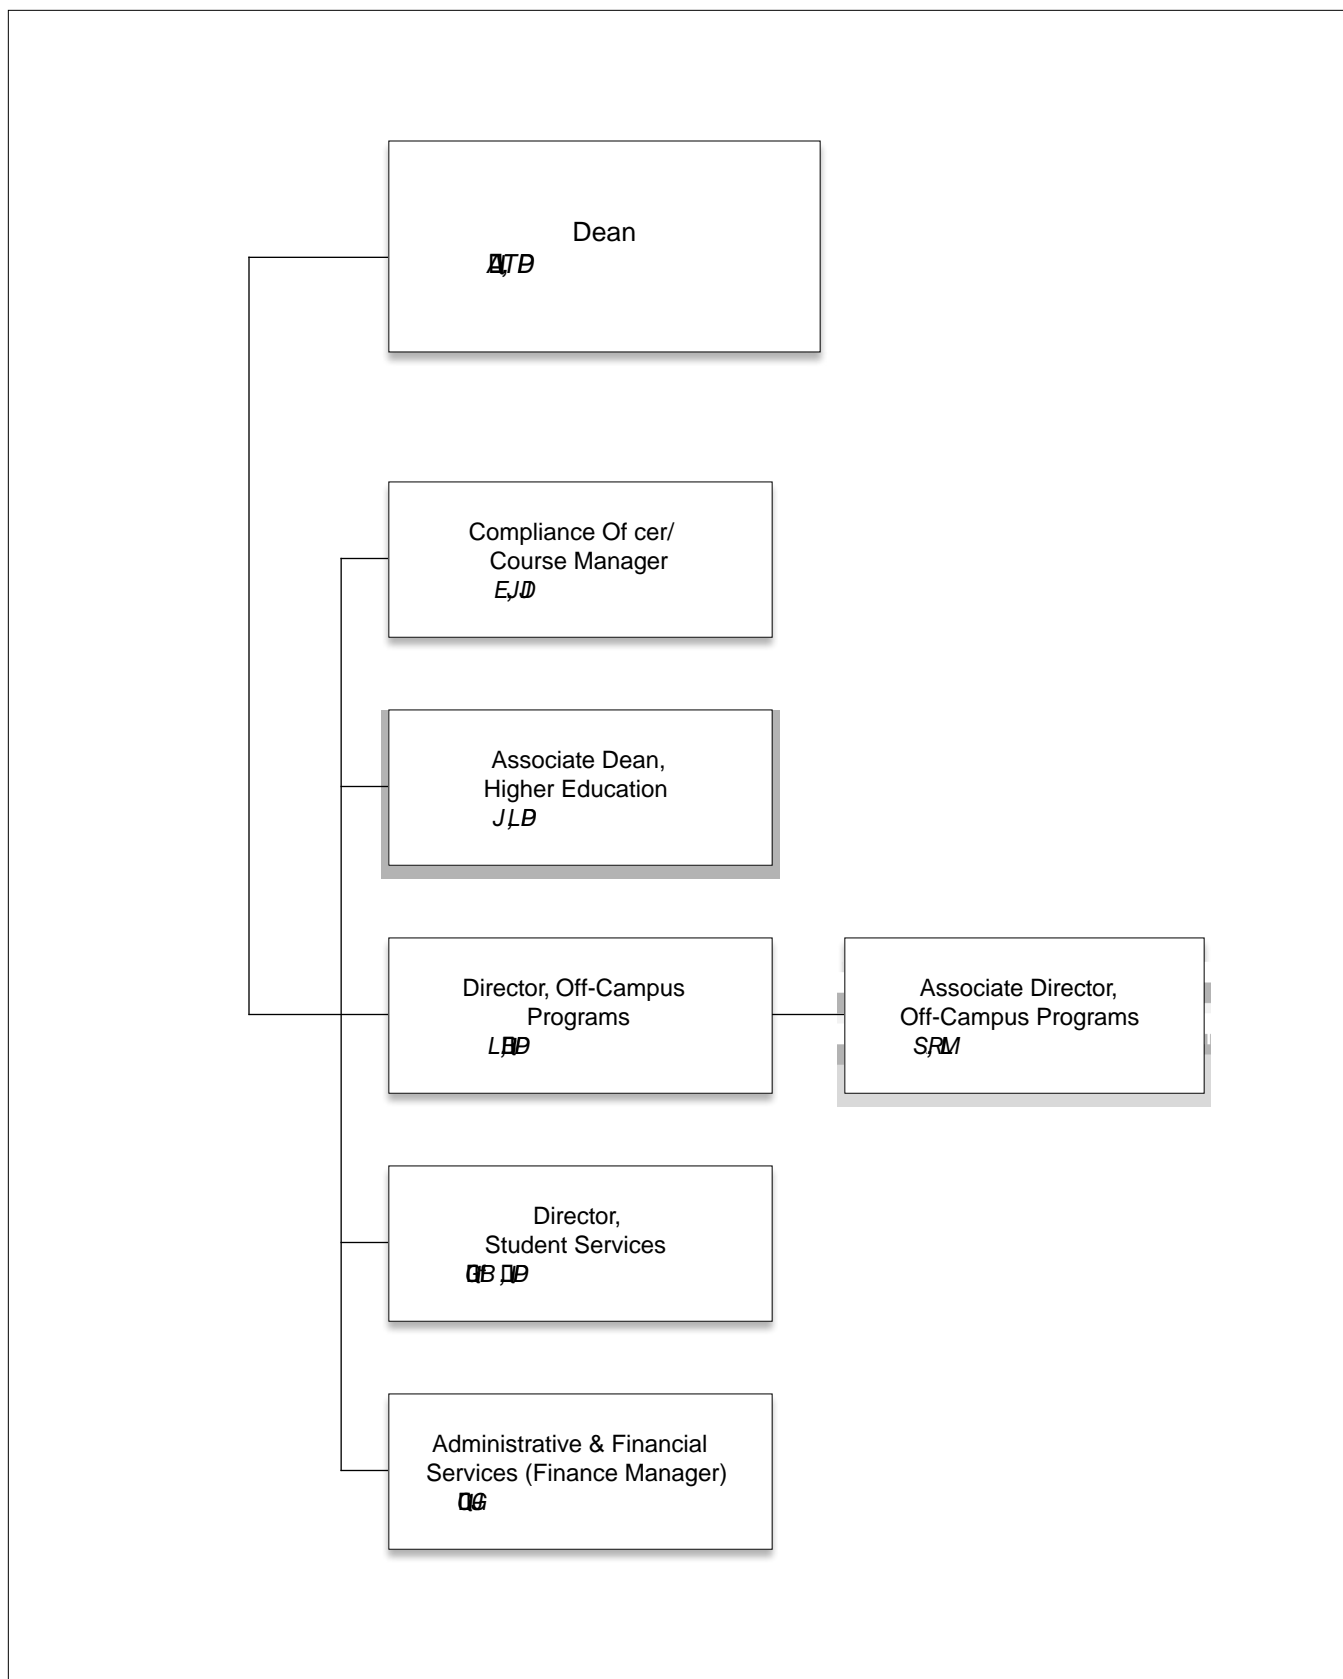 Dean
Compliance Of cer/
Course Manager
Associate Dean,
Higher Education
Director, Off-Campus
Programs
Associate Director,
Off-Campus Programs
Director,
Student Services
Administrative & Financial
Services (Finance Manager)